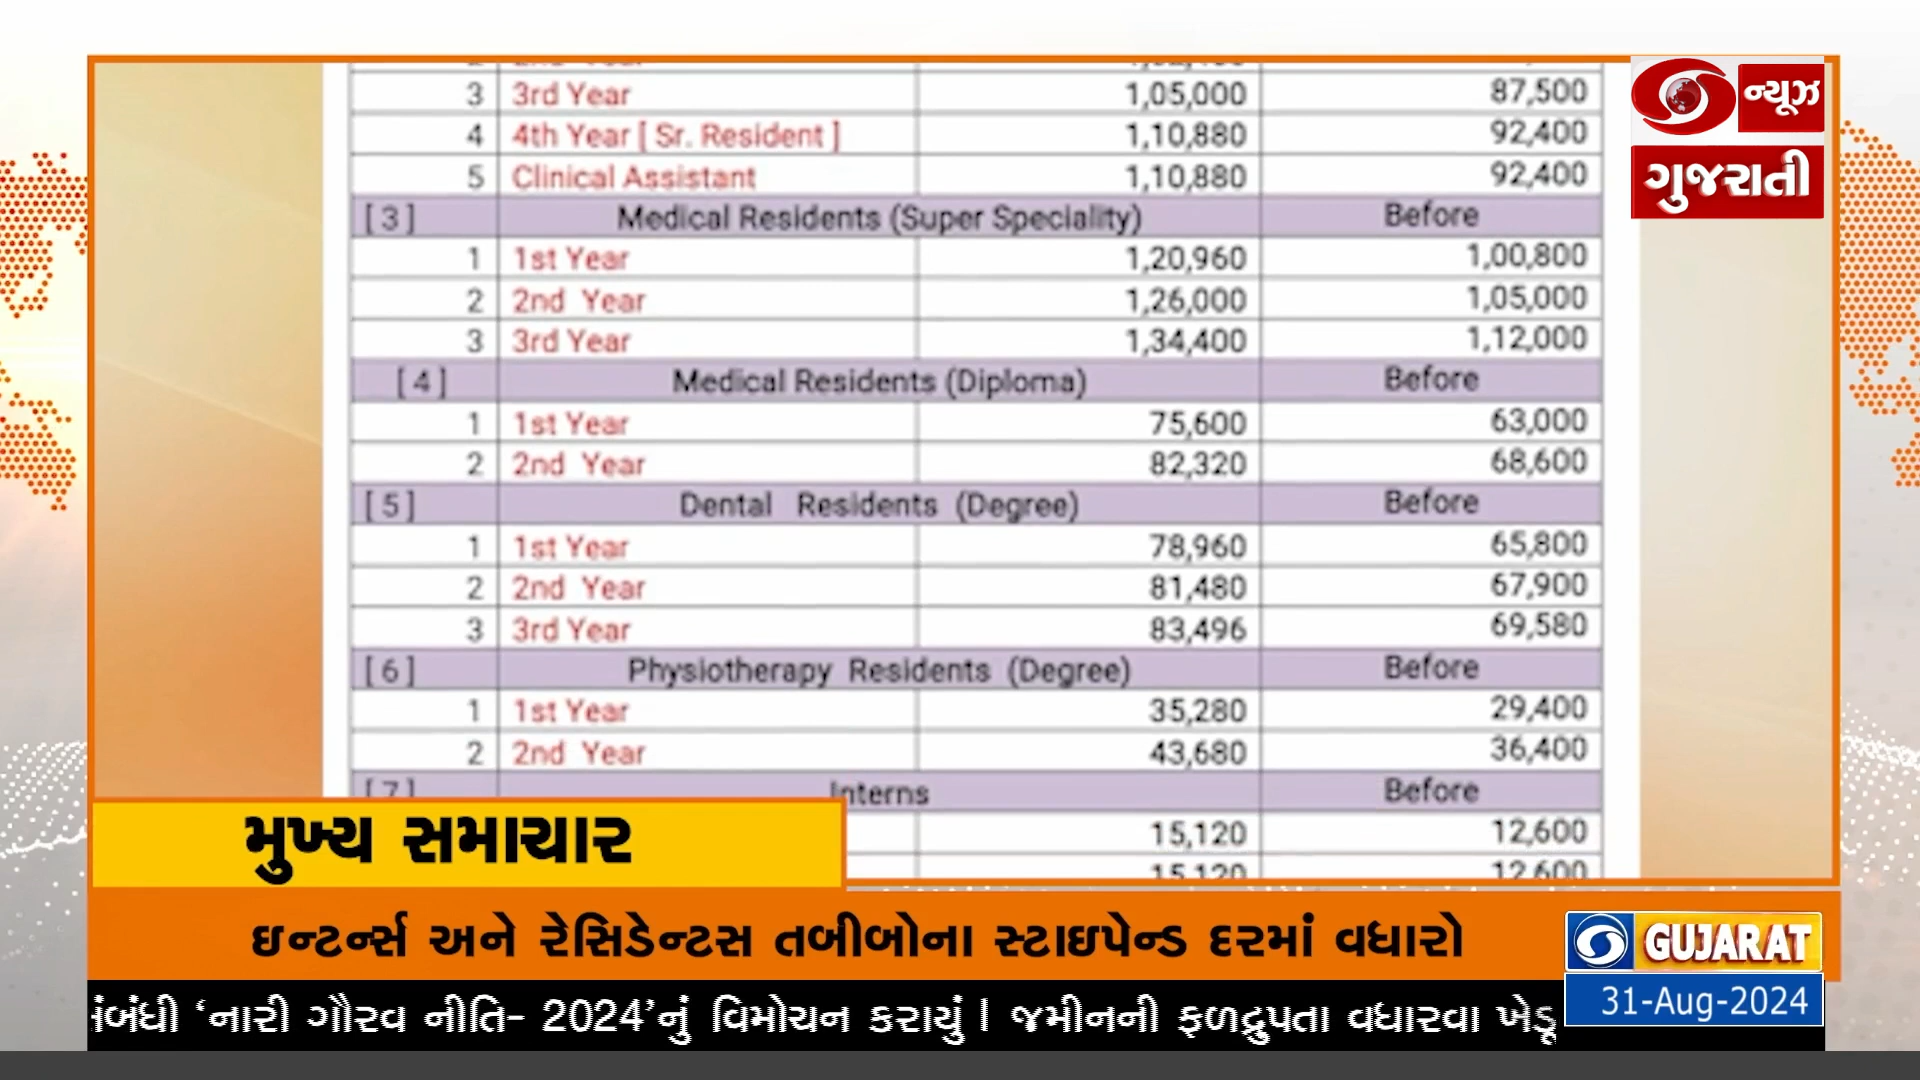 3 3rd Year 1,05,000 87,500
4 4th Year [ Sr. Resident ] 1,10,880 92,400
5 Clinical Assistant 1,10,880 92,400
[ 3 ] Medical Residents (Super Speciality) Before
1 1st Year 1,20,960 1,00,800
2 2nd Year 1,26,000 1,05,000
3 3rd Year 1,34,400 1,12,000
[ 4 ] Medical Residents (Diploma) Before
1 1st Year 75,600 63,000
2 2nd Year 82,320 68,600
[ 5 ] Dental Residents (Degree) Before
1 1st Year 78,960 65,800
2 2nd Year 81,480 67,900
3 3rd Year 83,496 69,580
[ 6 ] Physiotherapy Residents (Degree) Before
1 1st Year 35,280 29,400
2 2nd Year 43,680 36,400
[ 7 ] Interns Before
15,120 12,600
15,120 12,600
ન્યૂઝ
ગુજરાતી
મુખ્ય સમાચાર
ઇન્ટર્ન્સ અને રેસિડેન્ટસ તબીબોના સ્ટાઇપેન્ડ દરમાં વધારો
GUJARAT
31-Aug-2024
સંબંધી ‘નારી ગૌરવ નીતિ- 2024’નું વિમોચન કરાયું । જમીનની ફળદ્રુપતા વધારવા